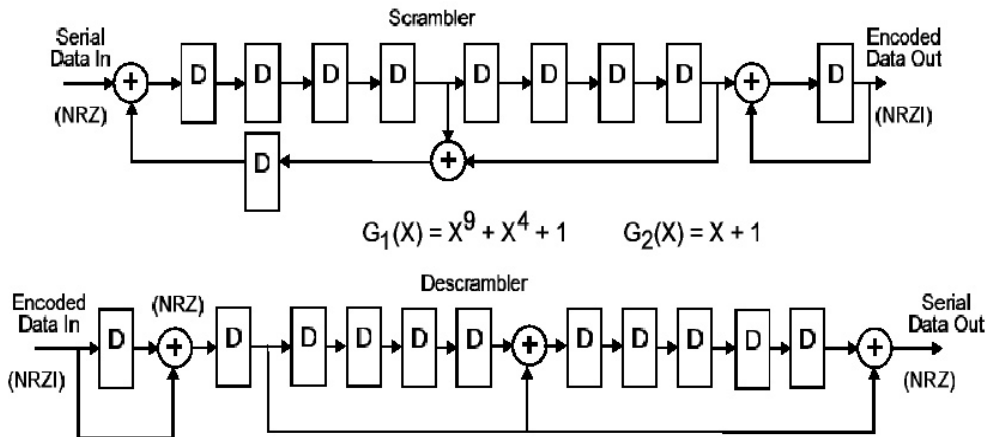 Scrambler
Serial
Data In
Encoded
Data Out
D D D D D D D D D
(NRZ)
(NRZI)
D
G₁(X) = X⁹ + X⁴ + 1 G₂(X) = X + 1
Descrambler
Encoded
Data In
(NRZ)
Serial
Data Out
D D D D D D D D D D D
(NRZI)
(NRZ)